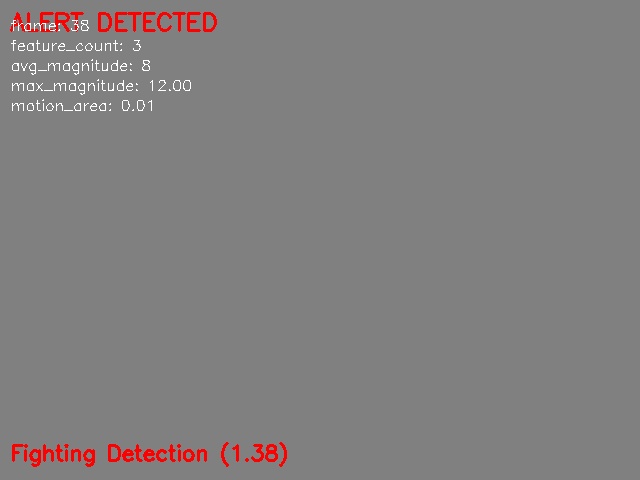 ALERT DETECTED
frame: 38
feature_count: 3
avg_magnitude: 8
max_magnitude: 12.00
motion_area: 0.01
Fighting Detection (1.38)